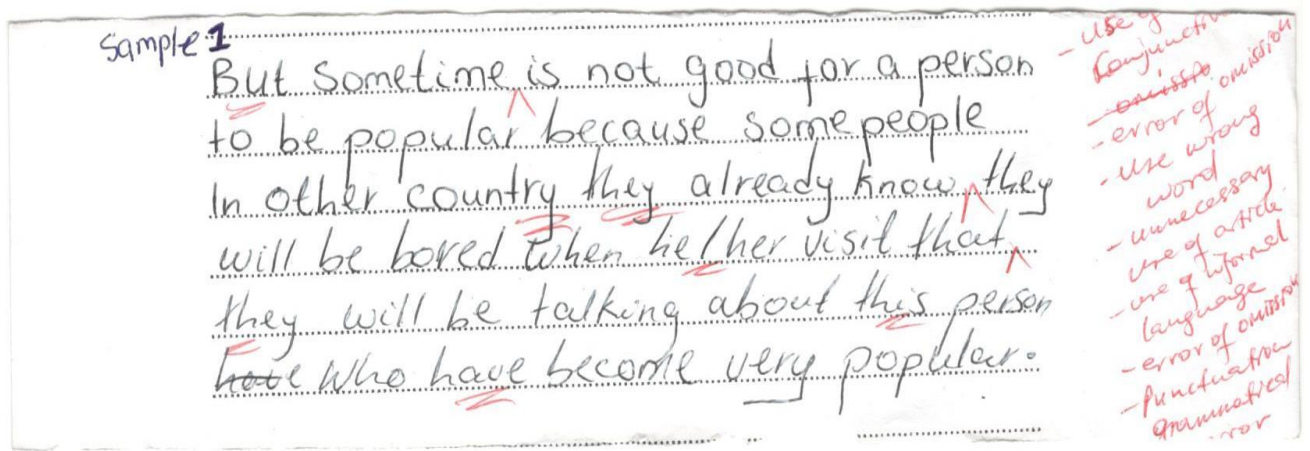 Sample 1
But Sometime is not good for a person
to be popular because some people
In other country they already know they
will be bored when he/her visit that
they will be talking about this person
who have become very popular.
- use of
Conjunction
- error of omission
- use wrong
word
- unnecessary
use of article
- use of informal
language
- error of omission
- Punctuation
grammatical